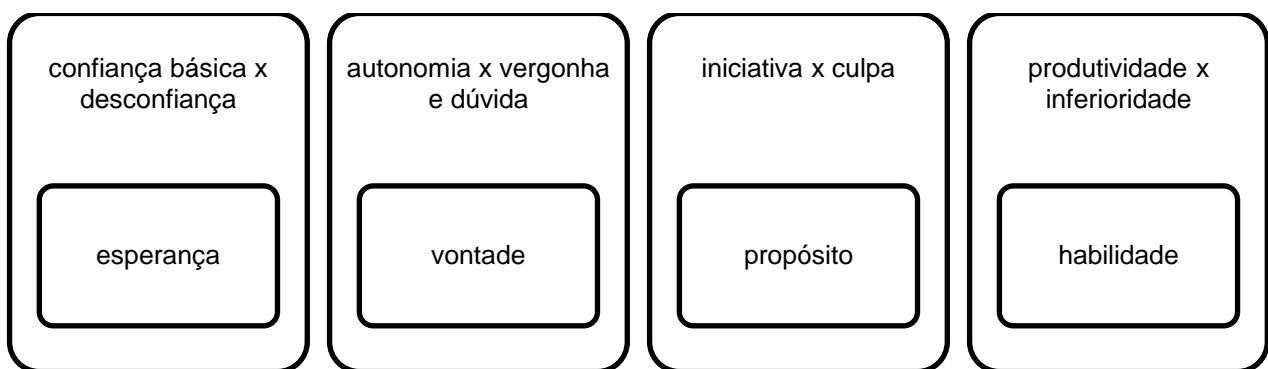 confiança básica x
desconfiança
autonomia x vergonha
e dúvida
iniciativa x culpa
produtividade x
inferioridade
esperança
vontade
propósito
habilidade